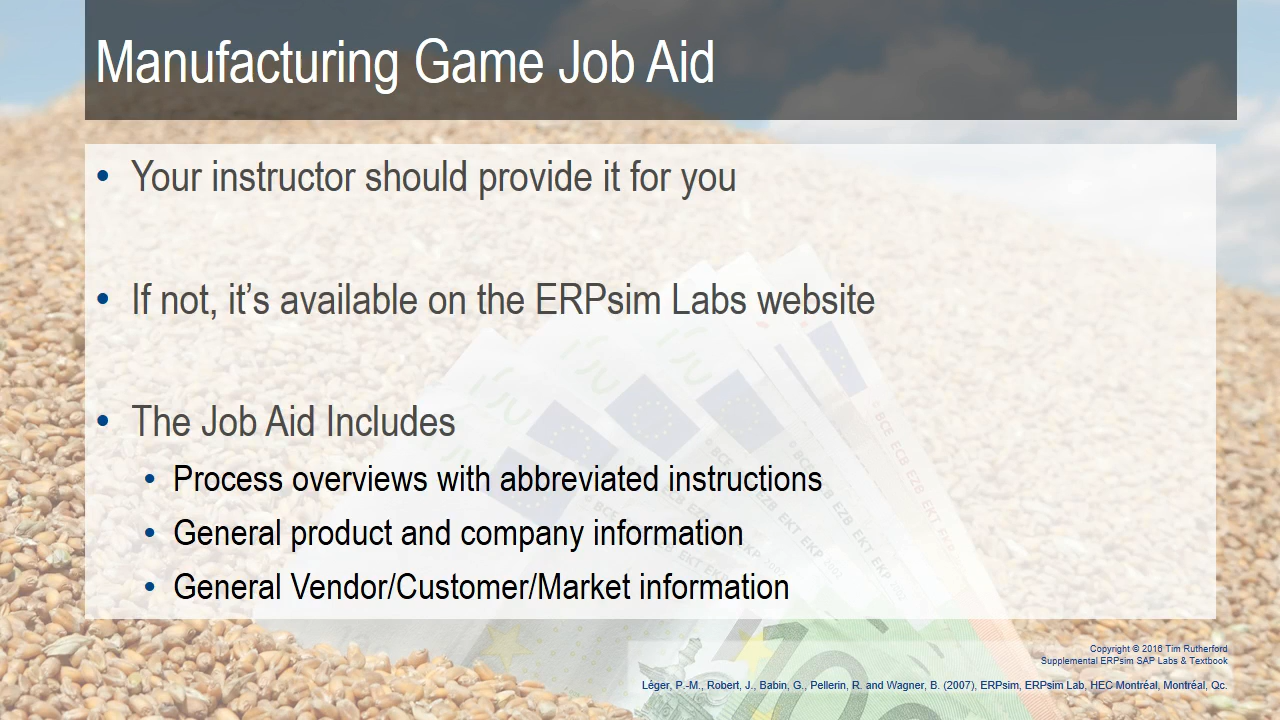 Manufacturing Game Job Aid
• Your instructor should provide it for you
• If not, it’s available on the ERPsim Labs website
• The Job Aid Includes
• Process overviews with abbreviated instructions
• General product and company information
• General Vendor/Customer/Market information
Copyright © 2016 Tim Rutherford
Supplemental ERPsim SAP Labs & Textbook
Léger, P.-M., Robert, J., Babin, G., Pellerin, R. and Wagner, B. (2007), ERPsim, ERPsim Lab, HEC Montréal, Montréal, Qc.